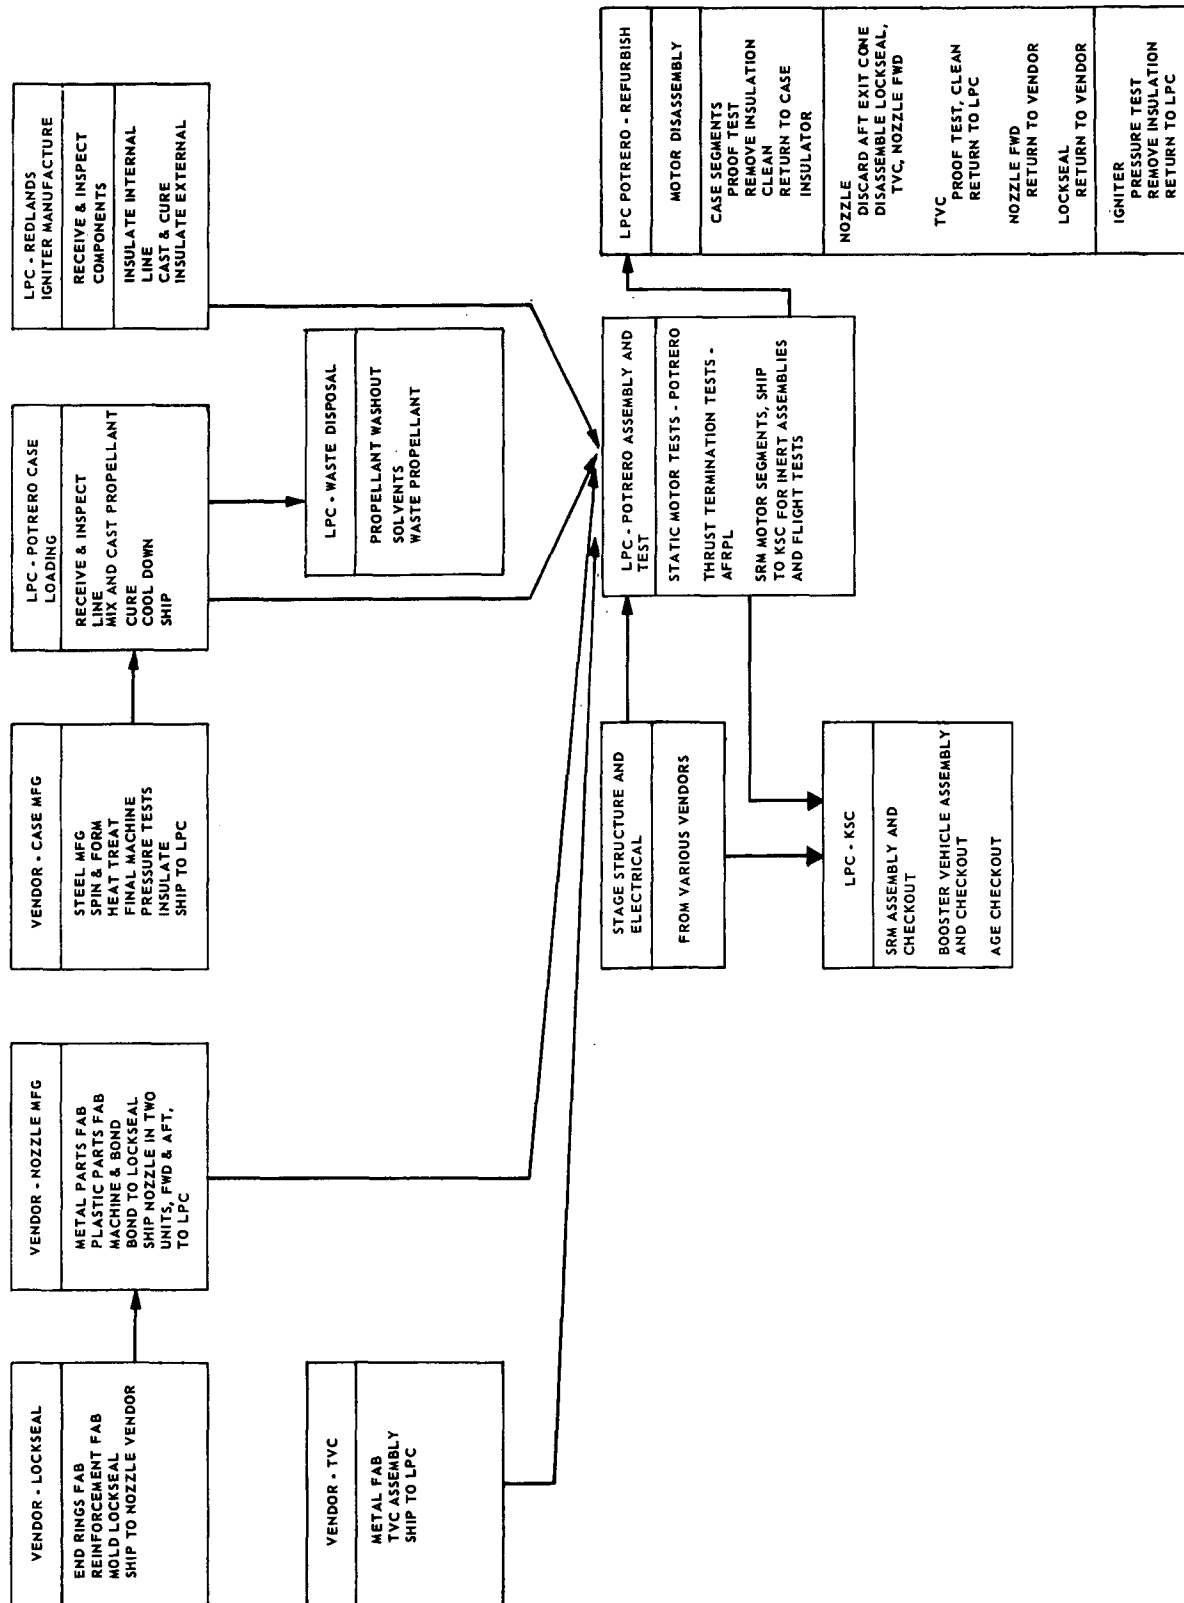 VENDOR - LOCKSEAL
END RINGS FAB
REINFORCEMENT FAB
MOLD LOCKSEAL
SHIP TO NOZZLE VENDOR
VENDOR - NOZZLE MFG
METAL PARTS FAB
PLASTIC PARTS FAB
MACHINE & BOND
BOND TO LOCKSEAL
SHIP NOZZLE IN TWO
UNITS, FWD & AFT,
TO LPC
VENDOR - CASE MFG
STEEL MFG
SPIN & FORM
HEAT TREAT
FINAL MACHINE
PRESSURE TESTS
INSULATE
SHIP TO LPC
LPC - POTRERO CASE
LOADING
RECEIVE & INSPECT
LINE
MIX AND CAST PROPELLANT
CURE
COOL DOWN
SHIP
LPC - REDLANDS
IGNITER MANUFACTURE
RECEIVE & INSPECT
COMPONENTS
INSULATE INTERNAL
LINE
CAST & CURE
INSULATE EXTERNAL
VENDOR - TVC
METAL FAB
TVC ASSEMBLY
SHIP TO LPC
LPC - WASTE DISPOSAL
PROPELLANT WASHOUT
SOLVENTS
WASTE PROPELLANT
STAGE STRUCTURE AND
ELECTRICAL
FROM VARIOUS VENDORS
LPC - POTRERO ASSEMBLY AND
TEST
STATIC MOTOR TESTS - POTRERO
THRUST TERMINATION TESTS -
AFRPL
SRM MOTOR SEGMENTS, SHIP
TO KSC FOR INERT ASSEMBLIES
AND FLIGHT TESTS
LPC POTRERO - REFURBISH
MOTOR DISASSEMBLY
CASE SEGMENTS
PROOF TEST
REMOVE INSULATION
CLEAN
RETURN TO CASE
INSULATOR
NOZZLE
DISCARD AFT EXIT CONE
DISASSEMBLE LOCKSEAL,
TVC, NOZZLE FWD
TVC
PROOF TEST, CLEAN
RETURN TO LPC
NOZZLE FWD
RETURN TO VENDOR
LOCKSEAL
RETURN TO VENDOR
IGNITER
PRESSURE TEST
REMOVE INSULATION
RETURN TO LPC
LPC - KSC
SRM ASSEMBLY AND
CHECKOUT
BOOSTER VEHICLE ASSEMBLY
AND CHECKOUT
AGE CHECKOUT